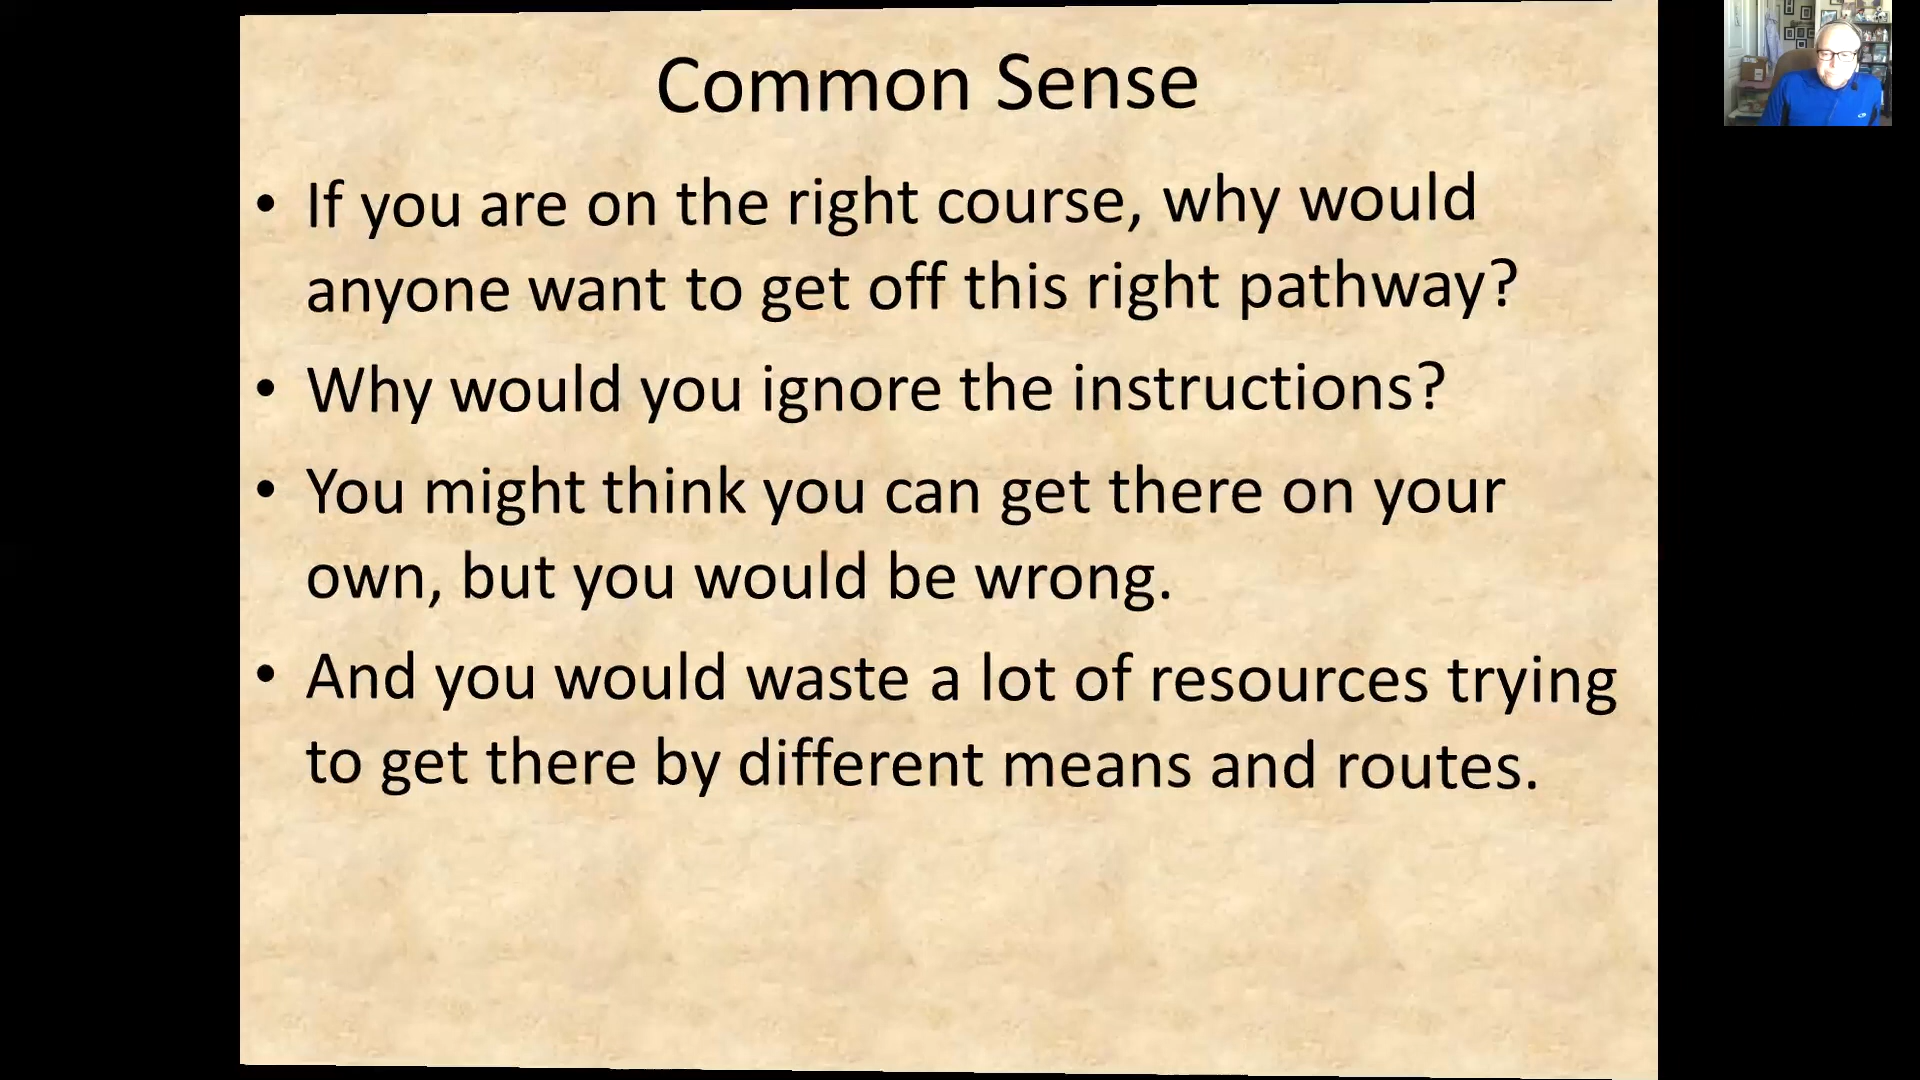 Common Sense
• If you are on the right course, why would
anyone want to get off this right pathway?
• Why would you ignore the instructions?
• You might think you can get there on your
own, but you would be wrong.
• And you would waste a lot of resources trying
to get there by different means and routes.